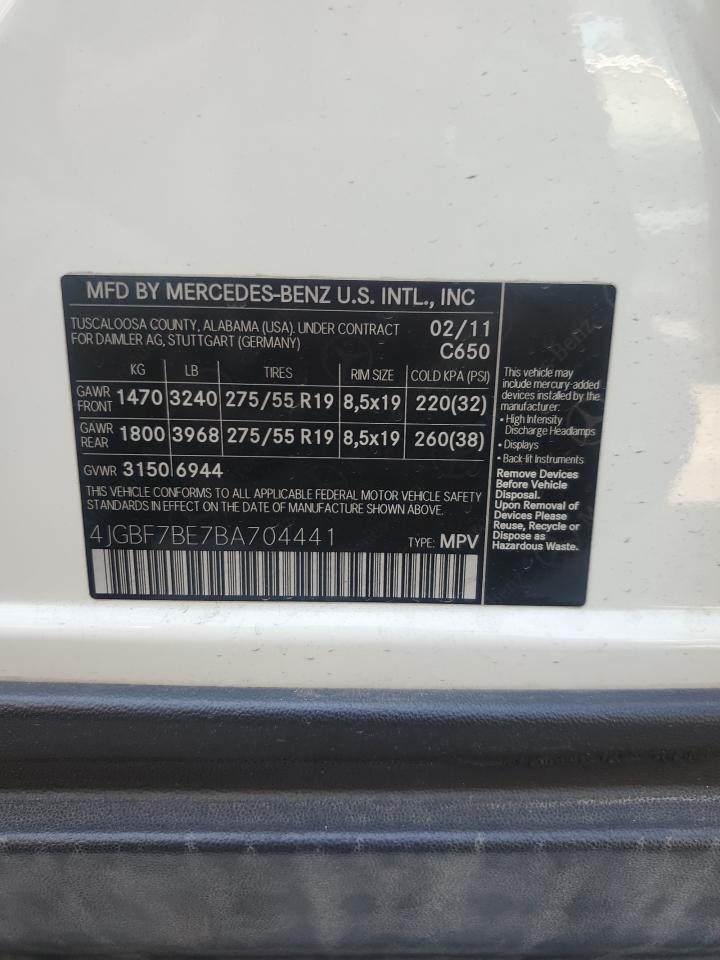 MFD BY MERCEDES-BENZ U.S. INTL., INC
TUSCALOOSA COUNTY, ALABAMA (USA). UNDER CONTRACT
FOR DAIMLER AG, STUTTGART (GERMANY)
02/11
C650
KG LB TIRES RIM SIZE COLD KPA (PSI)
GAWR FRONT 1470 3240 275/55 R19 8,5x19 220(32)
GAWR REAR 1800 3968 275/55 R19 8,5x19 260(38)
GVWR 3150 6944
THIS VEHICLE CONFORMS TO ALL APPLICABLE FEDERAL MOTOR VEHICLE SAFETY
STANDARDS IN EFFECT ON THE DATE OF MANUFACTURE SHOWN ABOVE.
4JGBF7BE7BA704441 TYPE: MPV
This vehicle may
include mercury-added
devices installed by the
manufacturer:
• High Intensity
Discharge Headlamps
• Displays
• Back-lit Instruments
Remove Devices
Before Vehicle
Disposal.
Upon Removal of
Devices Please
Reuse, Recycle or
Dispose as
Hazardous Waste.